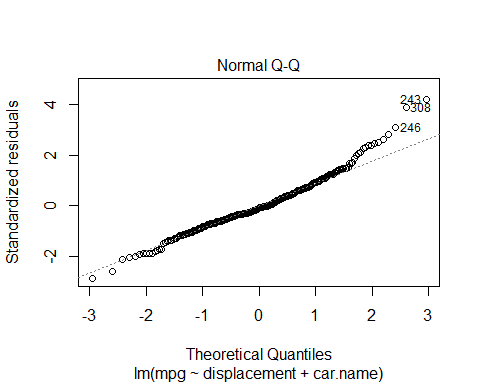 Normal Q-Q
Standardized residuals
4
2
0
-2
243
308
246
-3 -2 -1 0 1 2 3
Theoretical Quantiles
lm(mpg ~ displacement + car.name)